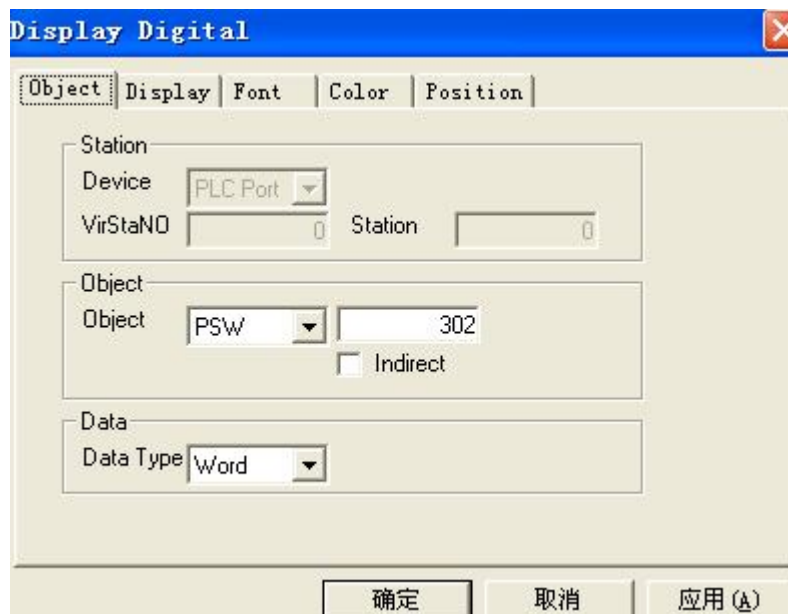 Display Digital
Object Display Font Color Position
Station
Device PLC Port
VirStaNO 0 Station 0
Object
Object PSW 302
Indirect
Data
Data Type Word
确定 取消 应用(A)